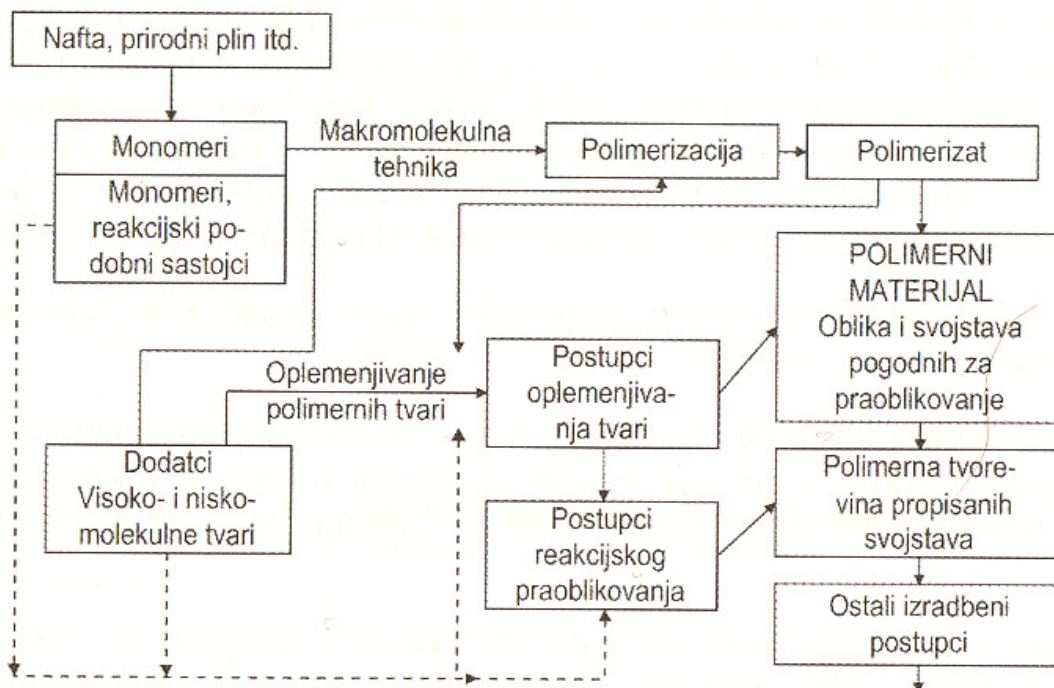 Nafta, prirodni plin itd.
Monomeri
Monomeri,
reakcijski po-
dobni sastojci
Makromolekulna
tehnika
Polimerizacija
Polimerizat
POLIMERNI
MATERIJAL
Oblika i svojstava
pogodnih za
praoblikovanje
Oplemenjivanje
polimernih tvari
Postupci
oplemenjiva-
nja tvari
Dodatci
Visoko- i nisko-
molekulne tvari
Postupci
reakcijskog
praoblikovanja
Polimerna tvore-
vina propisanih
svojstava
Ostali izradbeni
postupci